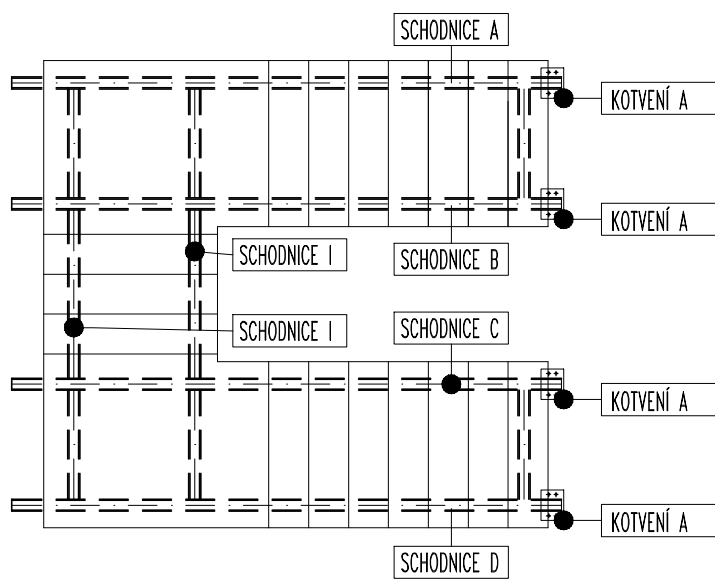 SCHODNICE A
KOTVENÍ A
KOTVENÍ A
SCHODNICE I
SCHODNICE B
SCHODNICE I
SCHODNICE C
KOTVENÍ A
KOTVENÍ A
SCHODNICE D